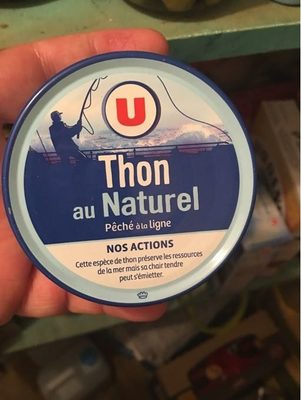 U
Thon
au Naturel
Pêché à la ligne
NOS ACTIONS
Cette espèce de thon préserve les ressources
de la mer mais sa chair tendre
peut s'émietter.